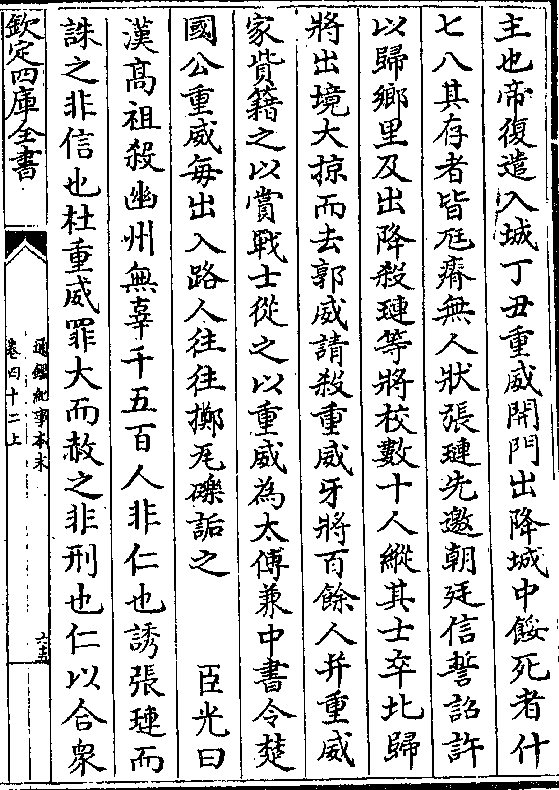 主也帝復遣入城丁丑重威開門出降城中餒死者什
七八其存者皆尫瘠無人狀張璉先邀朝廷信誓詔許
以歸鄉里及出降殺璉等將校數十人縱其士卒北歸
將出境大掠而去郭威請殺重威牙將百餘人并重威
家貲籍之以賞戰士從之以重威為太傅兼中書令楚
國公重威每出入路人往往擲瓦礫詬之　　臣光曰
漢高祖殺幽州無辜千五百人非仁也誘張璉而
誅之非信也杜重威罪大而赦之非刑也仁以合衆
欽定四庫全書
通鑑紀事本末
卷四十二上
六十五